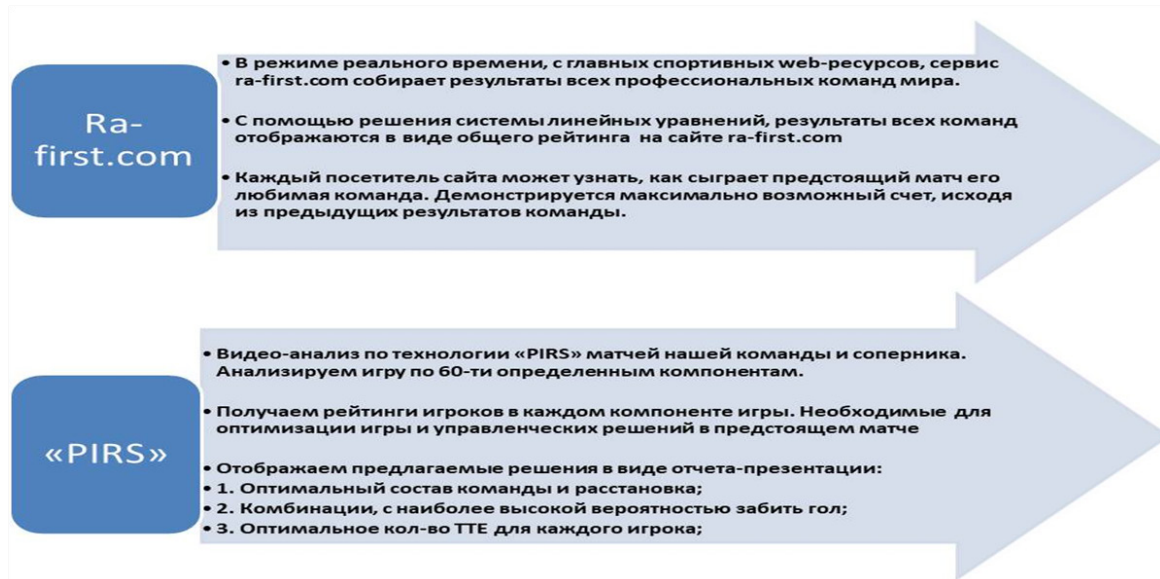 Ra-
first.com
• В режиме реального времени, с главных спортивных web-ресурсов, сервис
ra-first.com собирает результаты всех профессиональных команд мира.
• С помощью решения системы линейных уравнений, результаты всех команд
отображаются в виде общего рейтинга на сайте ra-first.com
• Каждый посетитель сайта может узнать, как сыграет предстоящий матч его
любимая команда. Демонстрируется максимально возможный счет, исходя
из предыдущих результатов команды.
«PIRS»
• Видео-анализ по технологии «PIRS» матчей нашей команды и соперника.
Анализируем игру по 60-ти определенным компонентам.
• Получаем рейтинги игроков в каждом компоненте игры. Необходимые для
оптимизации игры и управленческих решений в предстоящем матче
• Отображаем предлагаемые решения в виде отчета-презентации:
• 1. Оптимальный состав команды и расстановка;
• 2. Комбинации, с наиболее высокой вероятностью забить гол;
• 3. Оптимальное кол-во ТТЕ для каждого игрока;